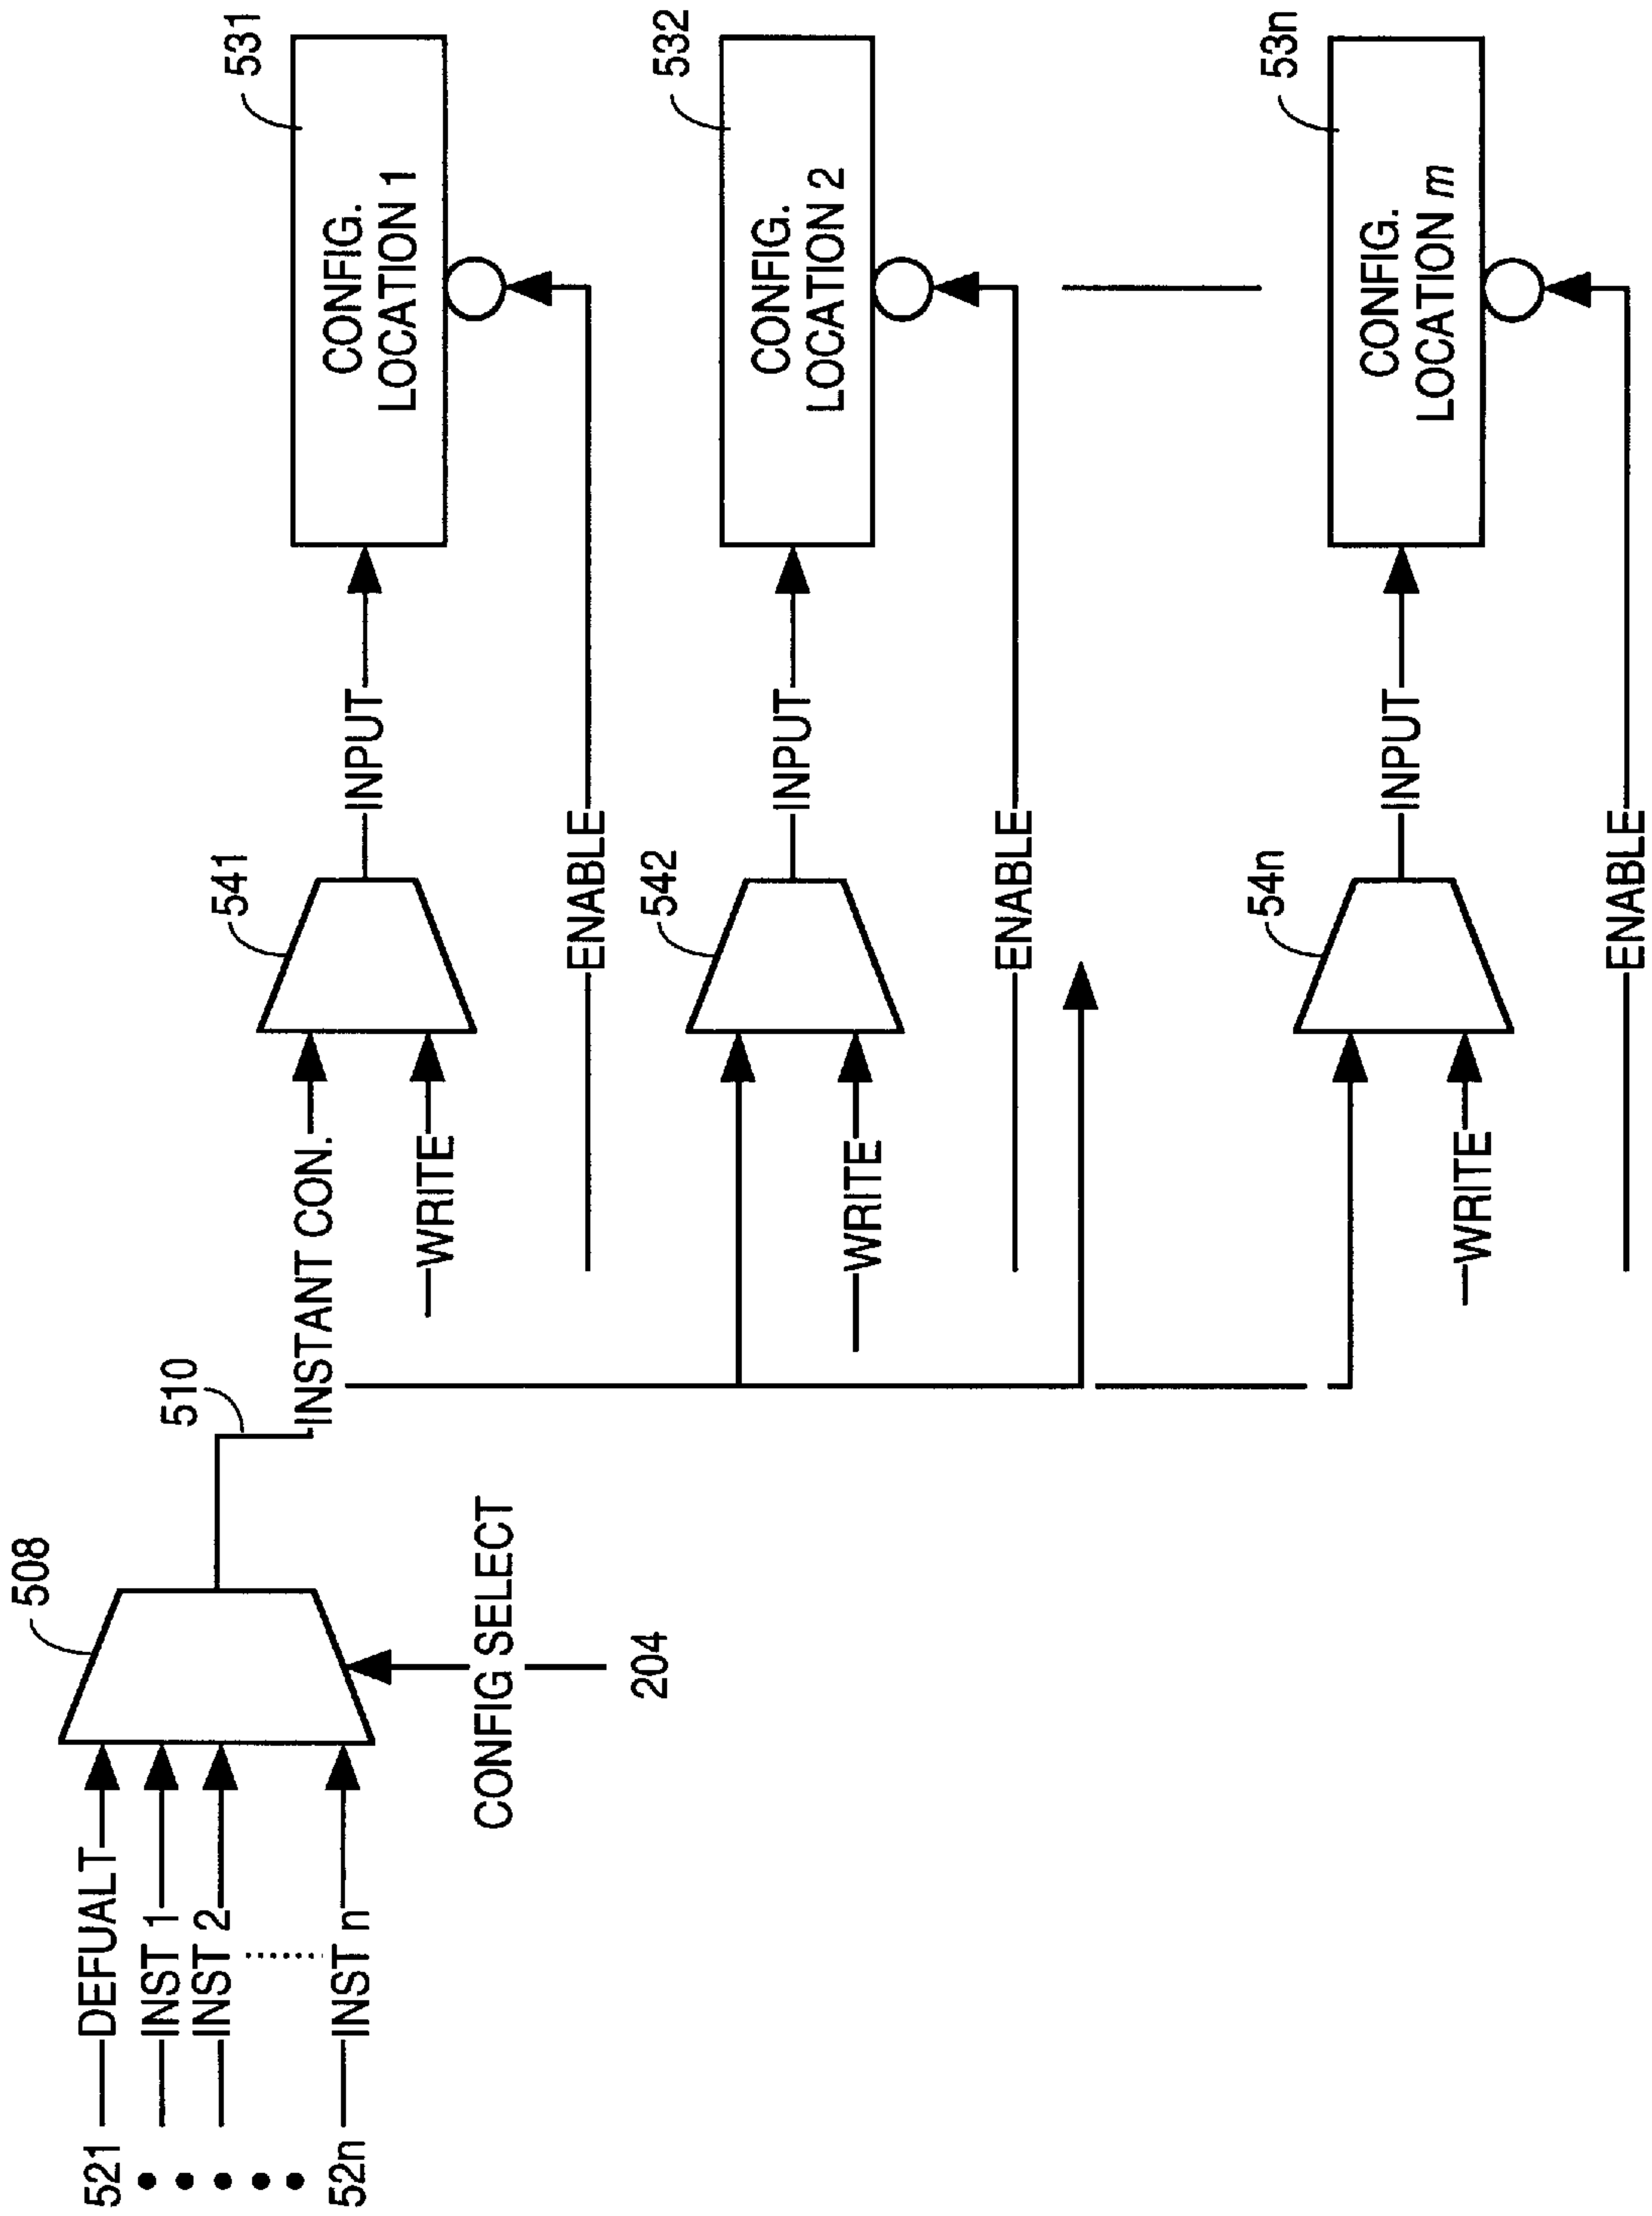 521
52n
DEFUALT
INST 1
INST 2
INST n
508
CONFIG SELECT
204
510
INSTANT CON.
WRITE
541
INPUT
ENABLE
CONFIG.
LOCATION 1
531
WRITE
542
INPUT
ENABLE
CONFIG.
LOCATION 2
532
WRITE
54n
INPUT
ENABLE
CONFIG.
LOCATION m
53n